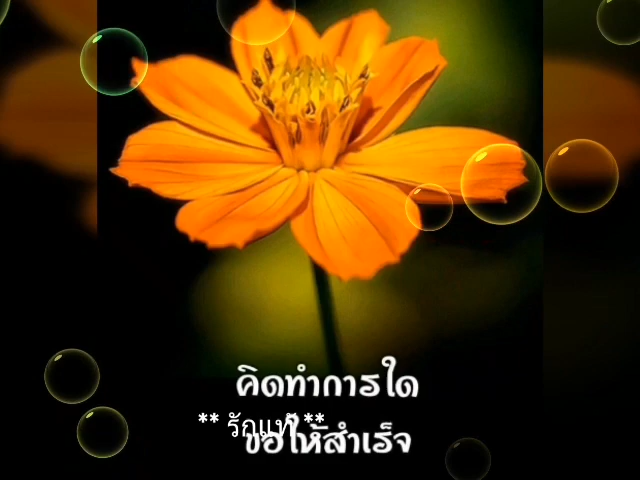 คิดทำการใด
** รักแท้ **
ขอให้สำเร็จ